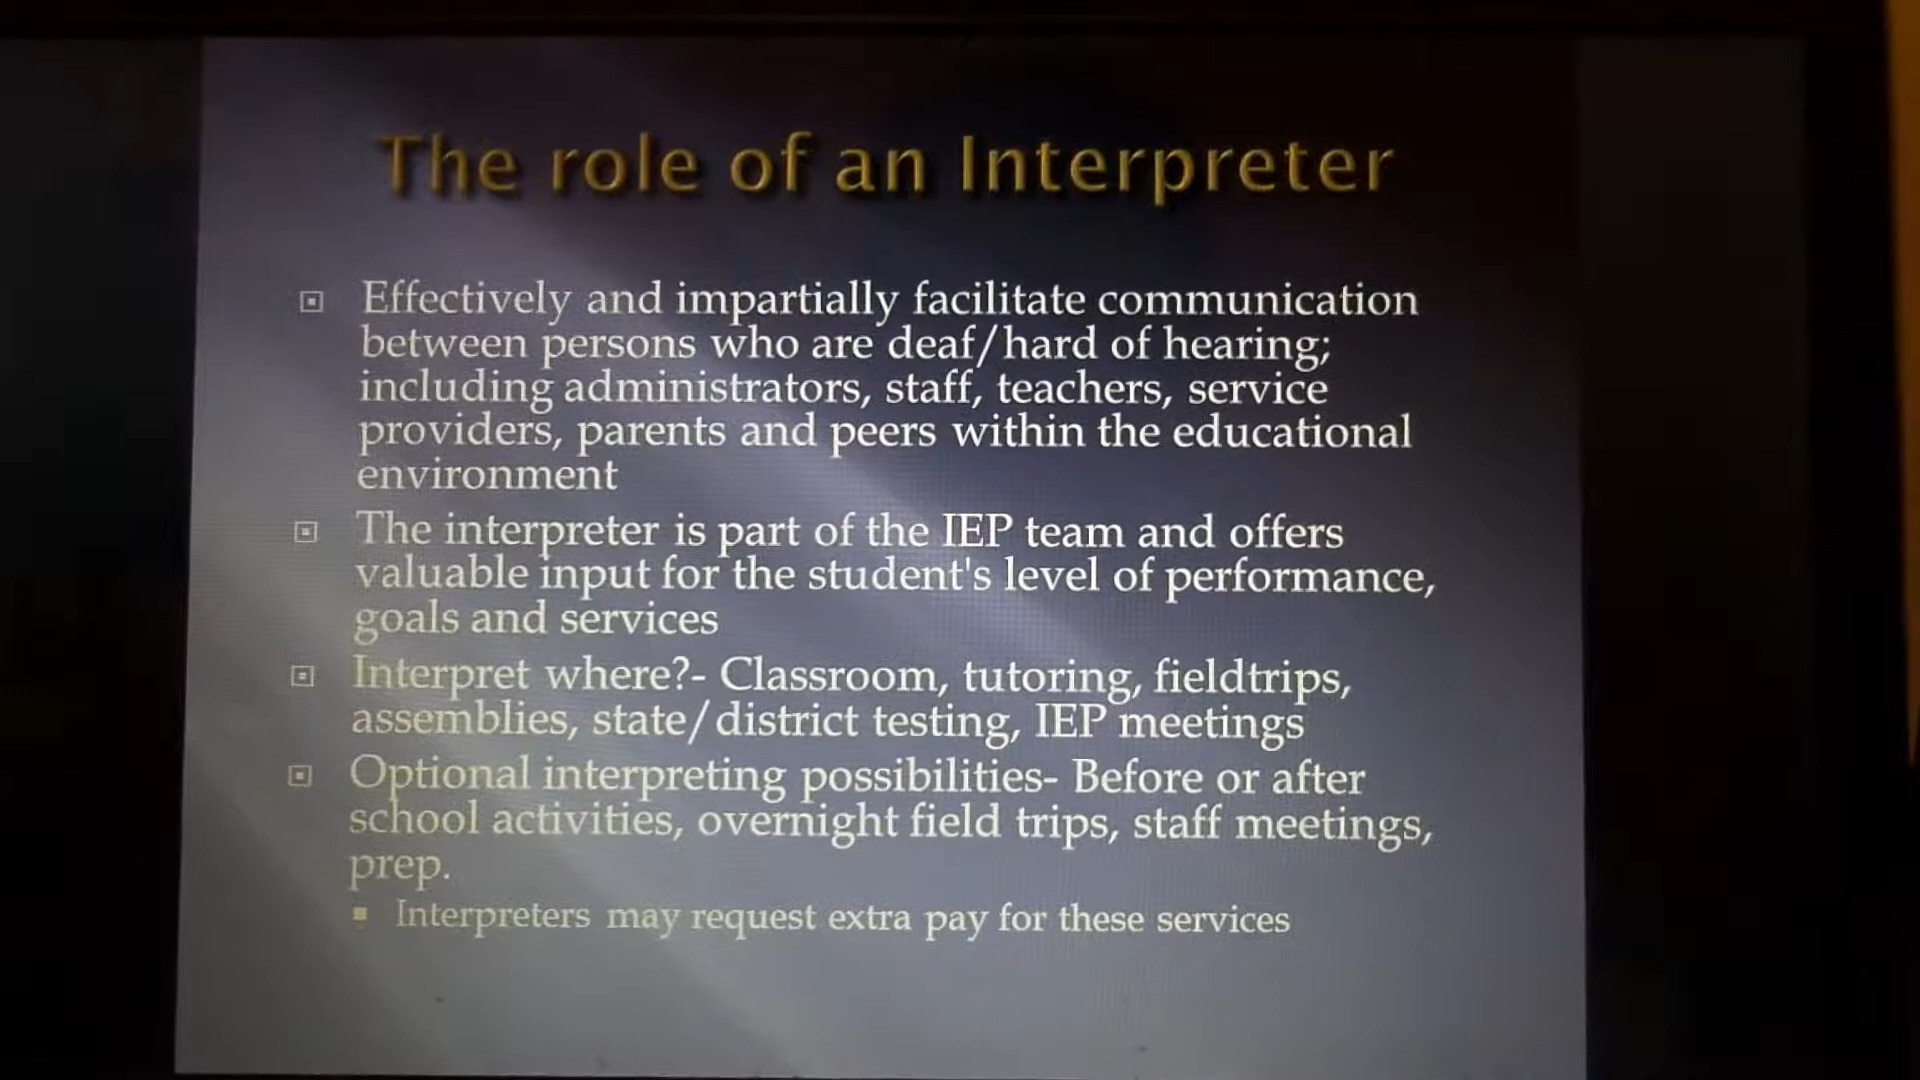 The role of an Interpreter
Effectively and impartially facilitate communication
between persons who are deaf/hard of hearing;
including administrators, staff, teachers, service
providers, parents and peers within the educational
environment
The interpreter is part of the IEP team and offers
valuable input for the student's level of performance,
goals and services
Interpret where?- Classroom, tutoring, fieldtrips,
assemblies, state/district testing, IEP meetings
Optional interpreting possibilities- Before or after
school activities, overnight field trips, staff meetings,
prep.
Interpreters may request extra pay for these services